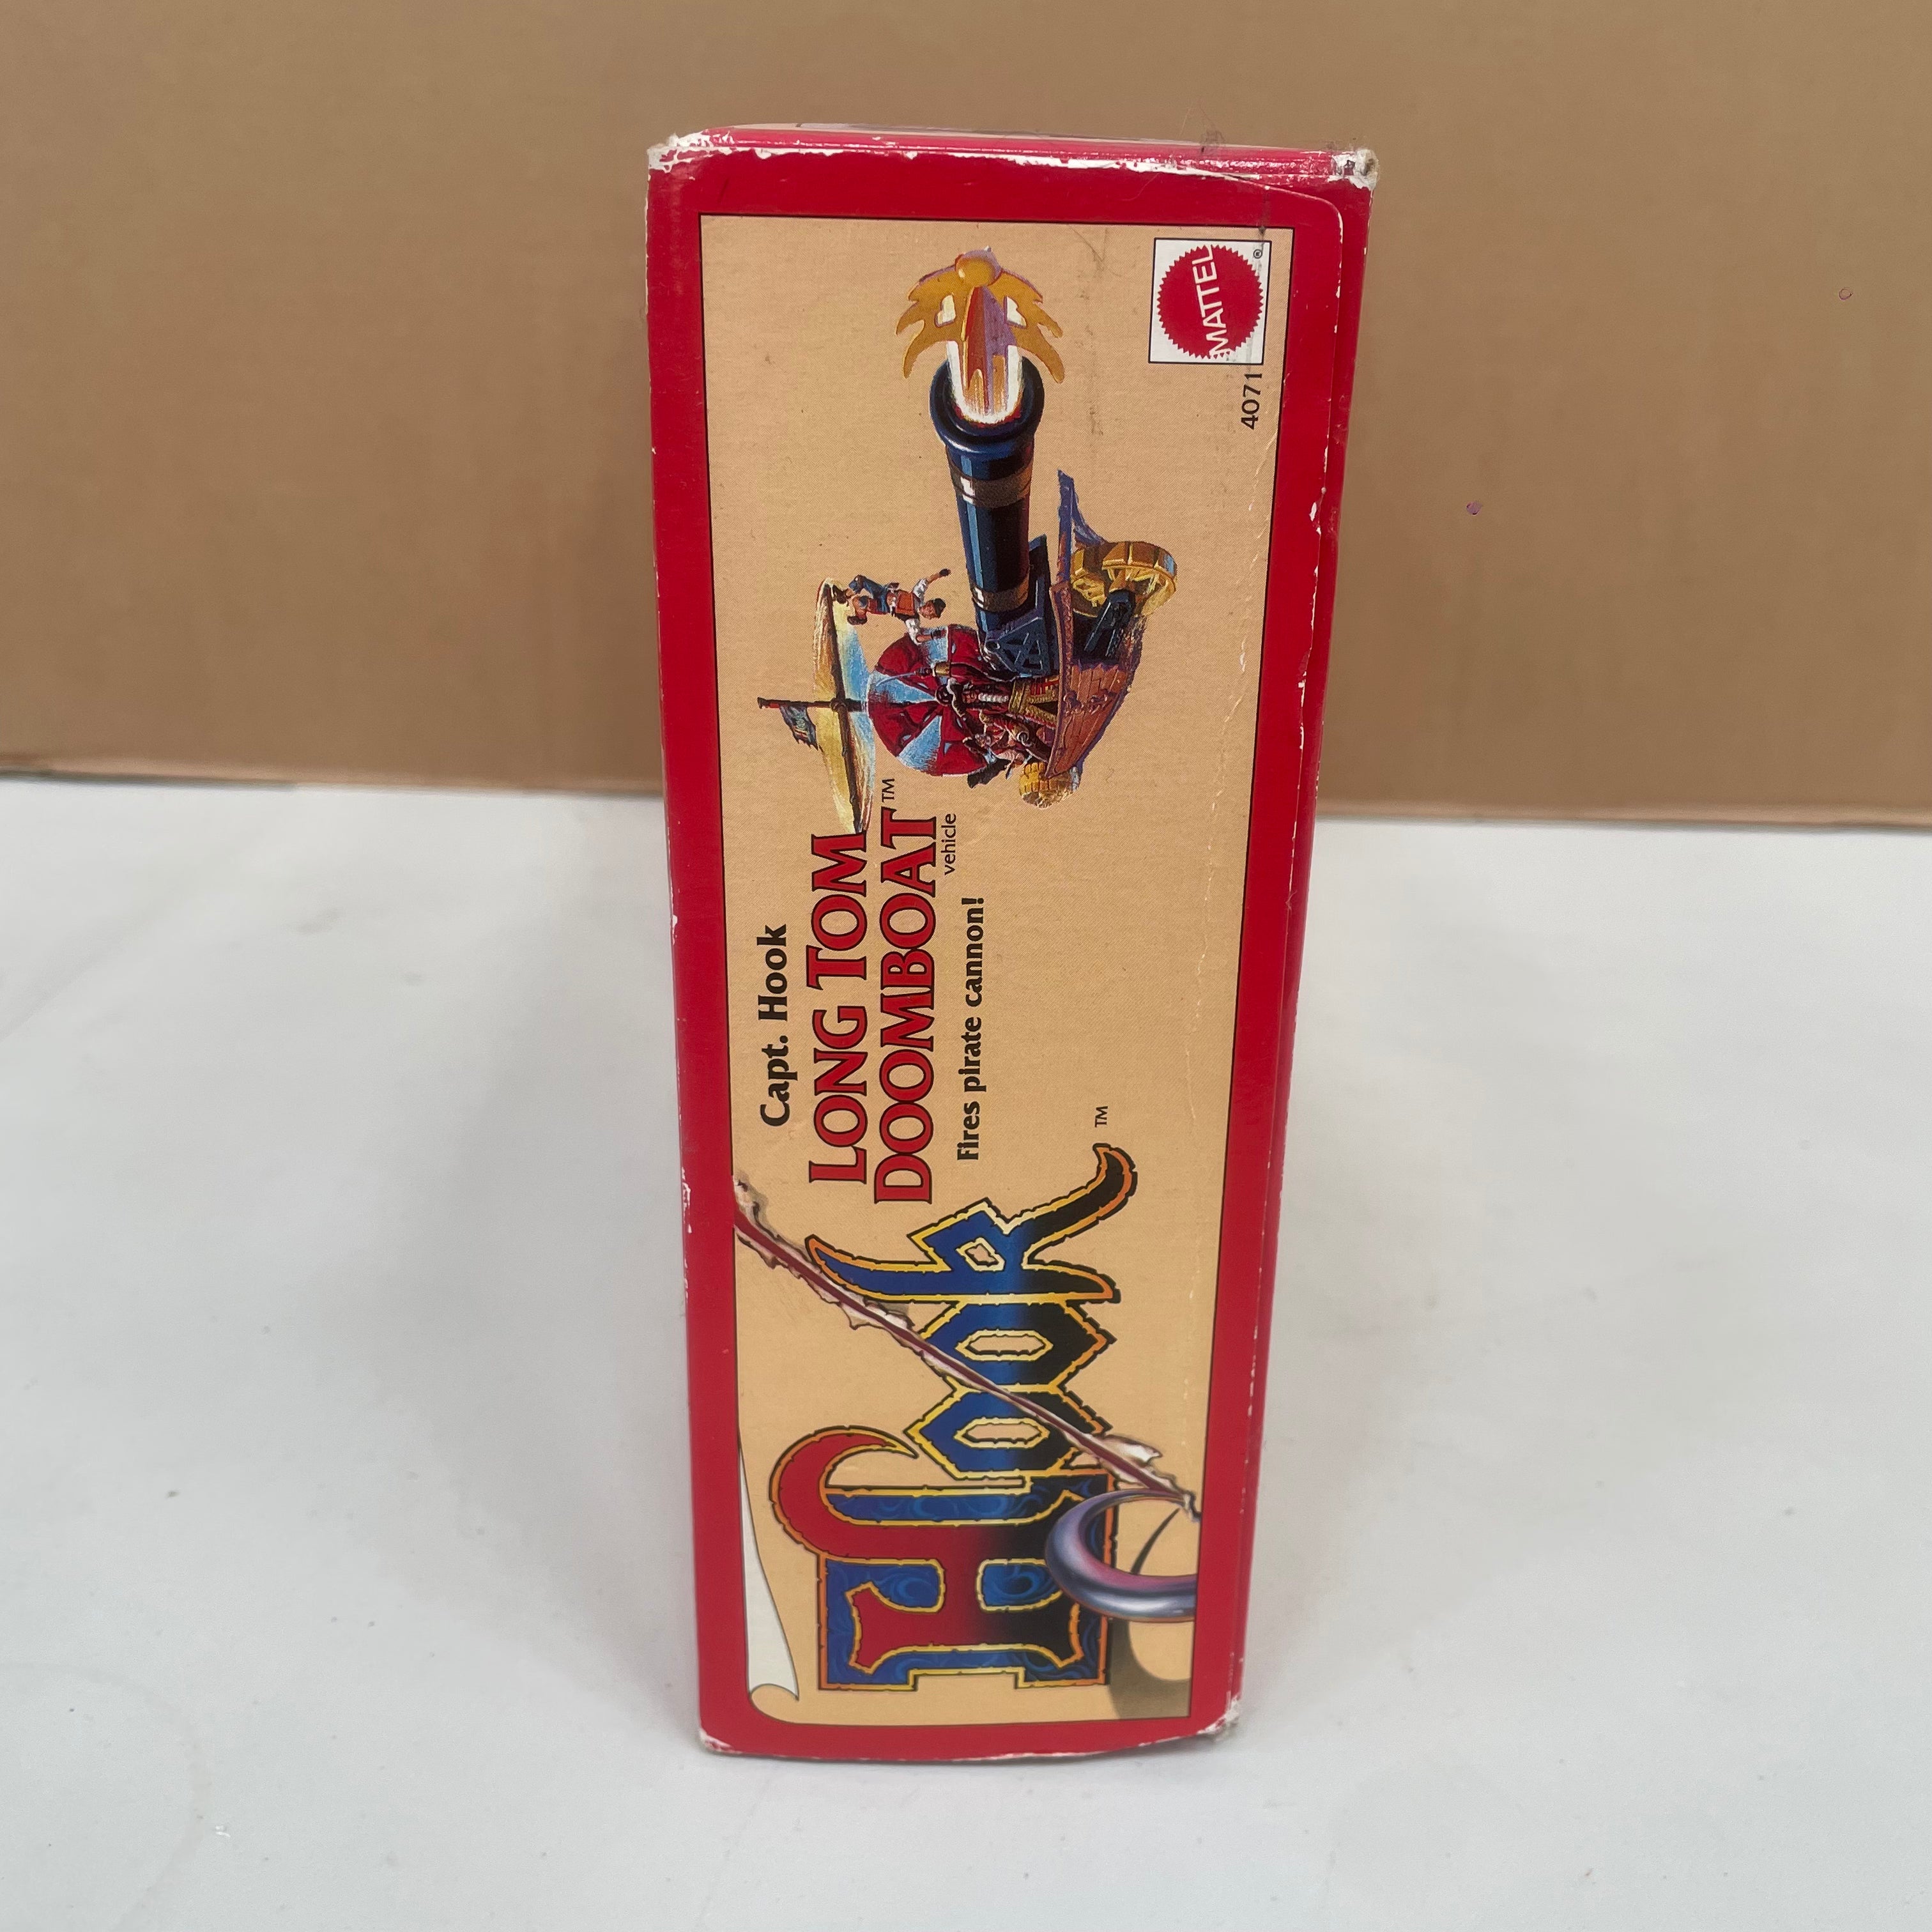 Hook™
Capt. Hook
LONG TOM
DOOMBOAT™
vehicle
Fires pirate cannon!
MATTEL®
4071